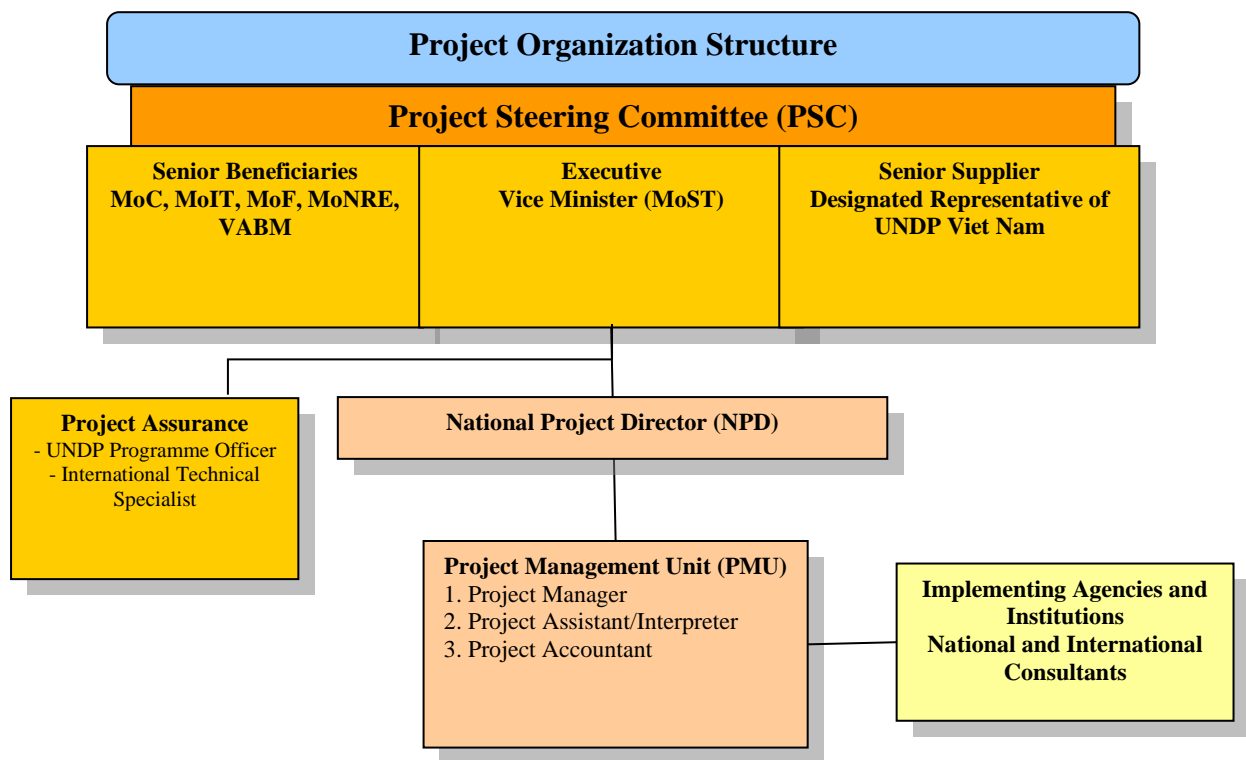 Project Organization Structure
Project Steering Committee (PSC)
Senior Beneficiaries
MoC, MoIT, MoF, MoNRE,
VABM
Executive
Vice Minister (MoST)
Senior Supplier
Designated Representative of
UNDP Viet Nam
Project Assurance
- UNDP Programme Officer
- International Technical
Specialist
National Project Director (NPD)
Project Management Unit (PMU)
1. Project Manager
2. Project Assistant/Interpreter
3. Project Accountant
Implementing Agencies and
Institutions
National and International
Consultants